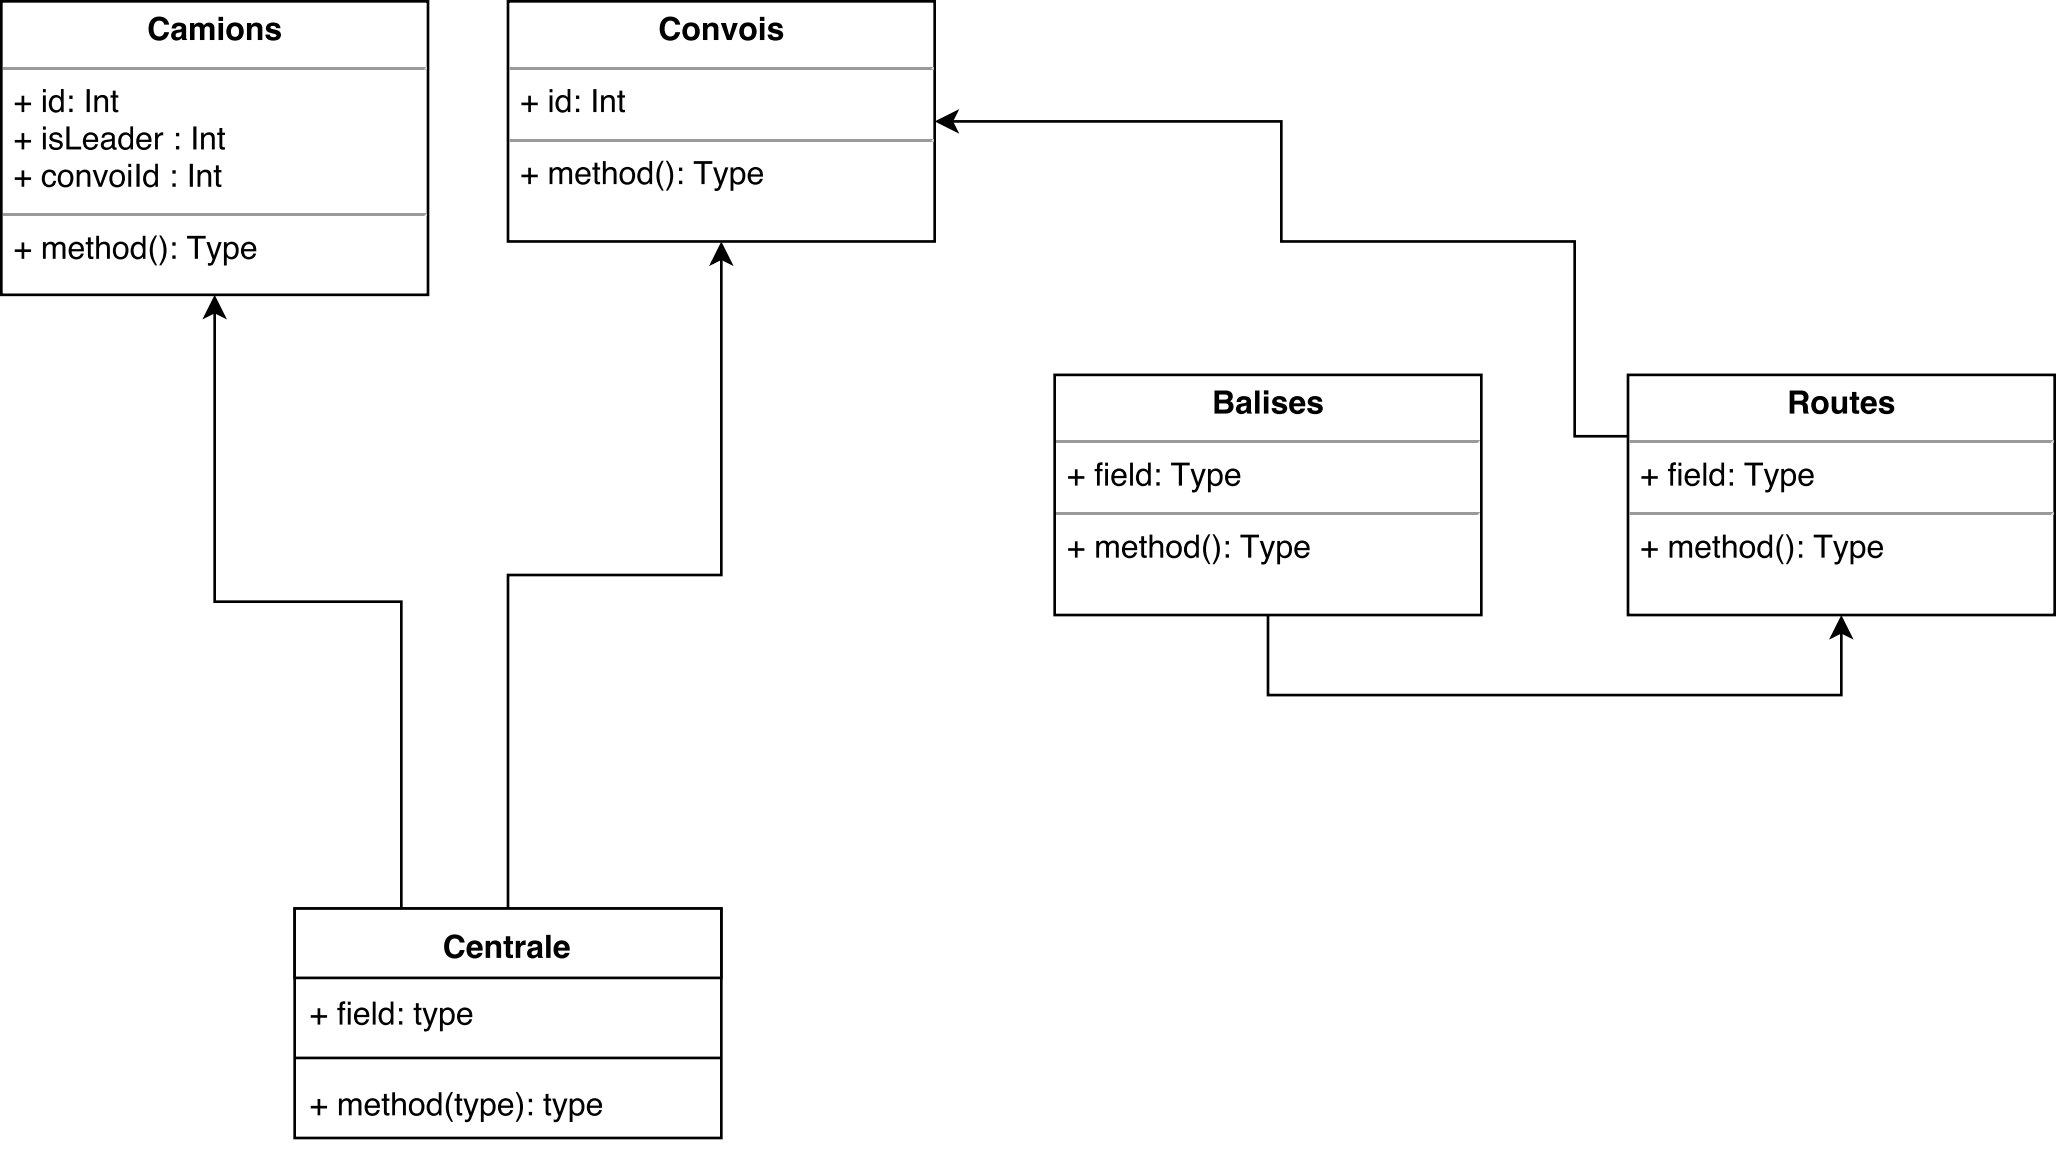 Camions
+ id: Int
+ isLeader : Int
+ convoiId : Int
+ method(): Type
Convois
+ id: Int
+ method(): Type
Balises
+ field: Type
+ method(): Type
Routes
+ field: Type
+ method(): Type
Centrale
+ field: type
+ method(type): type